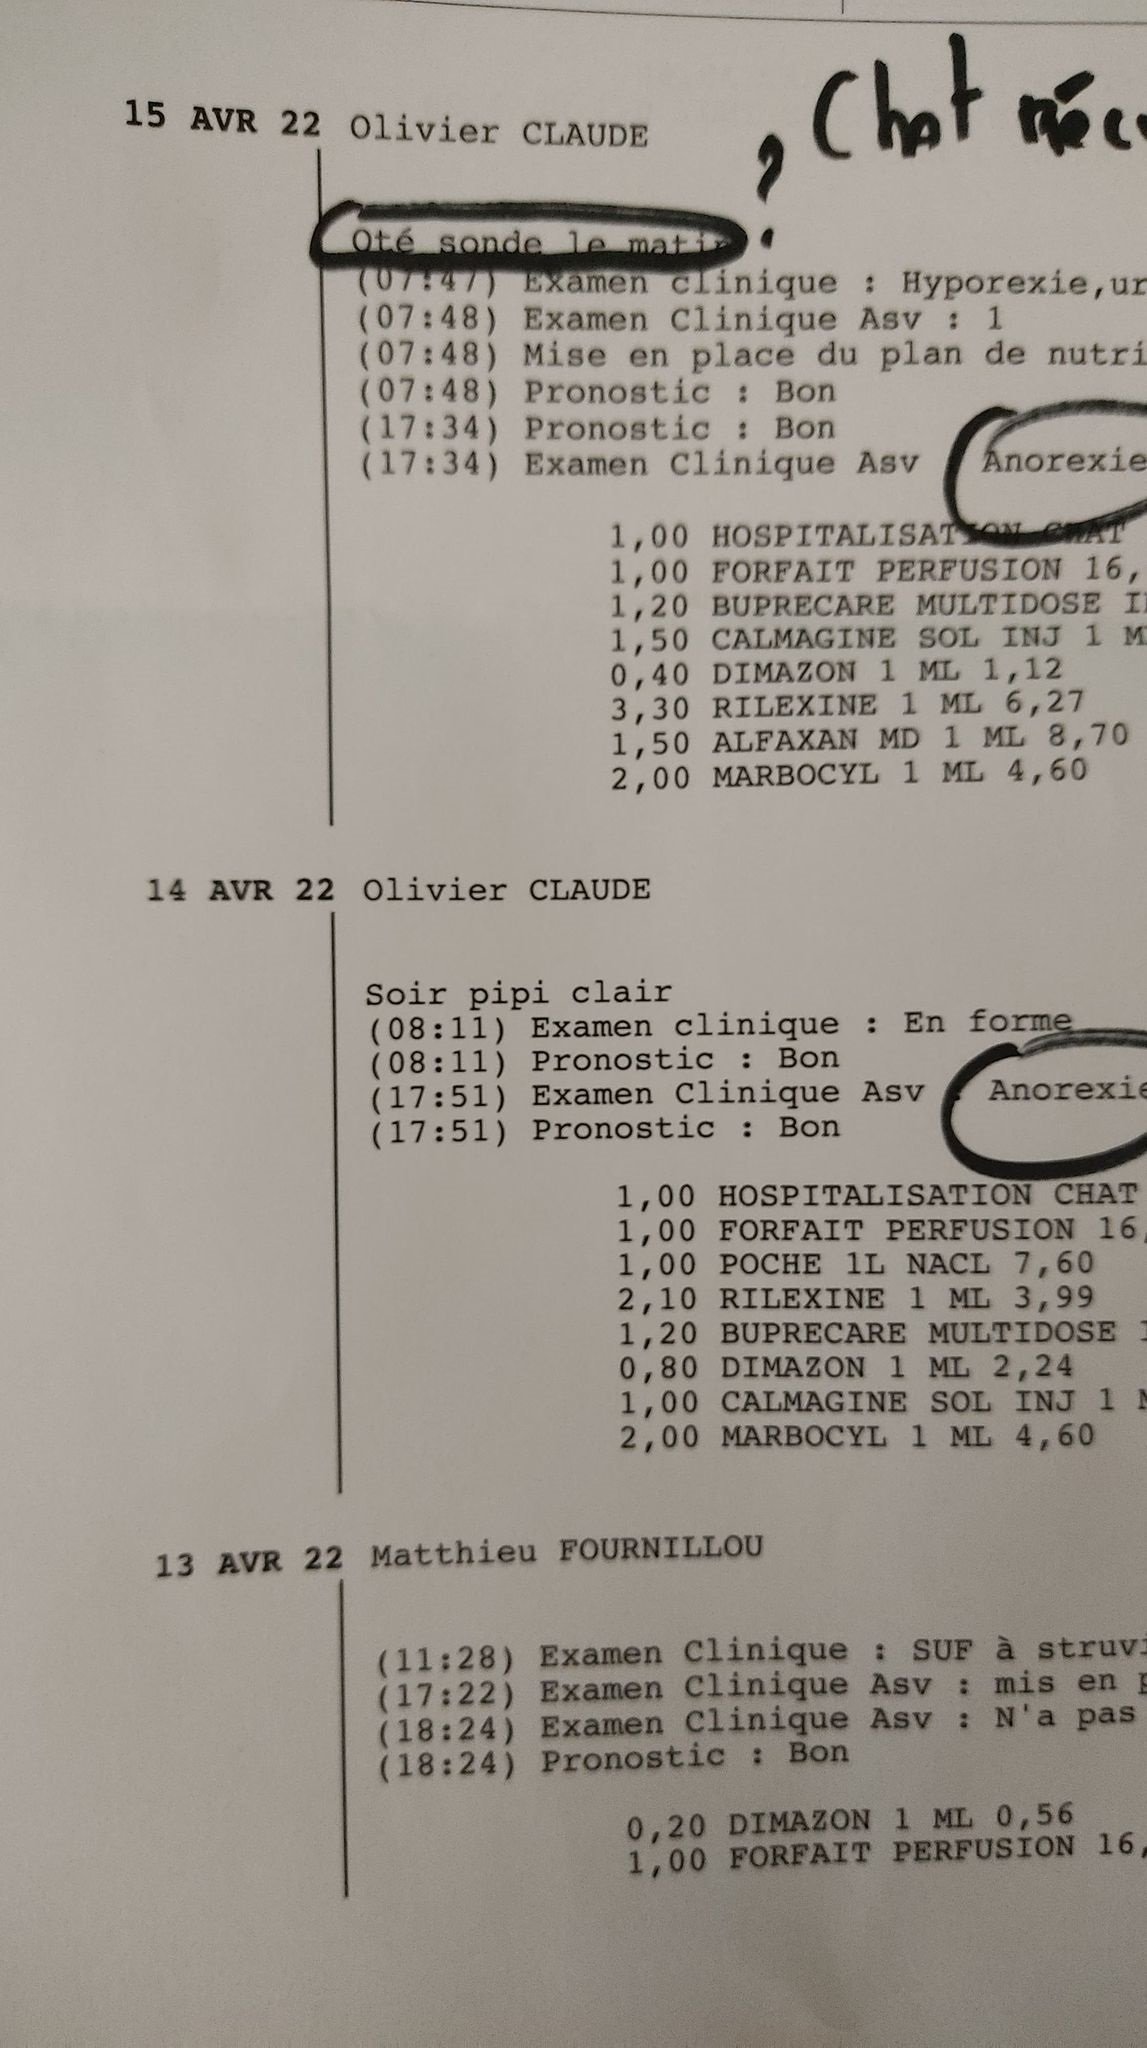 15 AVR 22 Olivier CLAUDE
? Chat
Oté sonde le matin
(07:47) Examen clinique : Hyporexie,ur
(07:48) Examen Clinique Asv : 1
(07:48) Mise en place du plan de nutri
(07:48) Pronostic : Bon
(17:34) Pronostic : Bon
(17:34) Examen Clinique Asv Anorexie
1,00 HOSPITALISATION CHAT
1,00 FORFAIT PERFUSION 16,
1,20 BUPRECARE MULTIDOSE
1,50 CALMAGINE SOL INJ 1
0,40 DIMAZON 1 ML 1,12
3,30 RILEXINE 1 ML 6,27
1,50 ALFAXAN MD 1 ML 8,70
2,00 MARBOCYL 1 ML 4,60
14 AVR 22 Olivier CLAUDE
Soir pipi clair
(08:11) Examen clinique : En forme
(08:11) Pronostic : Bon
(17:51) Examen Clinique Asv : Anorexie
(17:51) Pronostic : Bon
1,00 HOSPITALISATION CHAT
1,00 FORFAIT PERFUSION 16,
1,00 POCHE 1L NACL 7,60
2,10 RILEXINE 1 ML 3,99
1,20 BUPRECARE MULTIDOSE
0,80 DIMAZON 1 ML 2,24
1,00 CALMAGINE SOL INJ 1
2,00 MARBOCYL 1 ML 4,60
13 AVR 22 Matthieu FOURNILLOU
(11:28) Examen Clinique : SUF à struvi
(17:22) Examen Clinique Asv : mis en p
(18:24) Examen Clinique Asv : N'a pas
(18:24) Pronostic : Bon
0,20 DIMAZON 1 ML 0,56
1,00 FORFAIT PERFUSION 16,